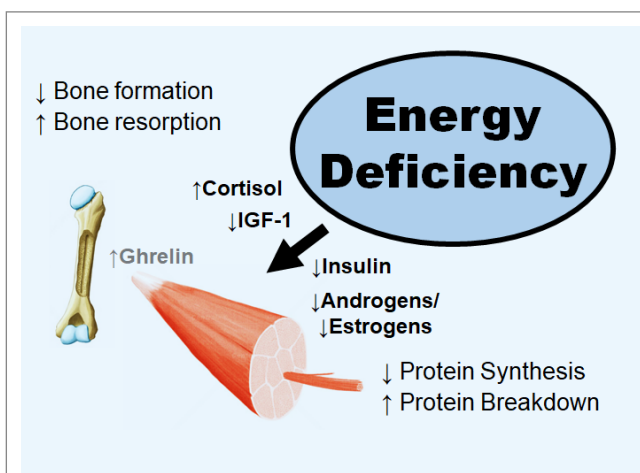 ↓ Bone formation
↑ Bone resorption
Energy
Deficiency
↑Cortisol
↓IGF-1
↑Ghrelin
↓Insulin
↓Androgens/
↓Estrogens
↓ Protein Synthesis
↑ Protein Breakdown